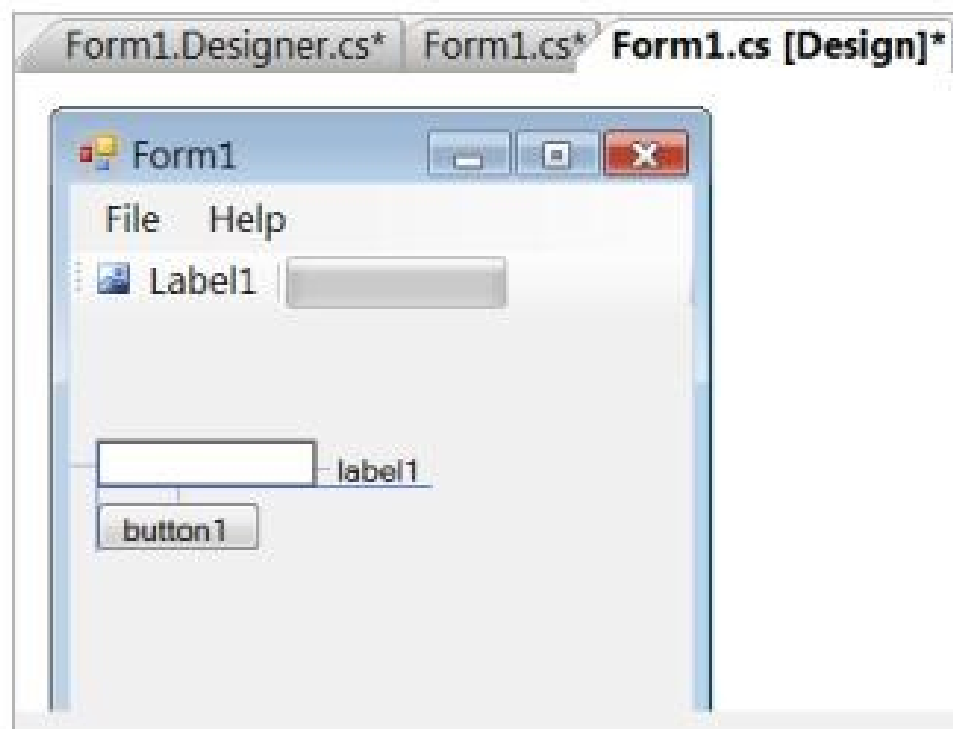 Form1.Designer.cs* Form1.cs* Form1.cs [Design]*
Form1
File Help
Label1
label1
button1